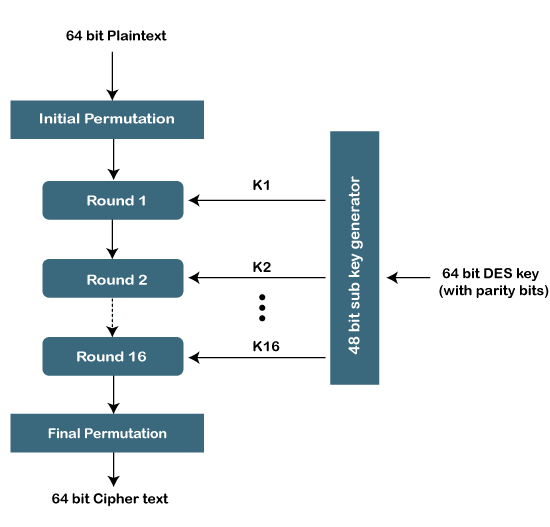 64 bit Plaintext
Initial Permutation
Round 1
K1
Round 2
K2
Round 16
K16
48 bit sub key generator
64 bit DES key
(with parity bits)
Final Permutation
64 bit Cipher text